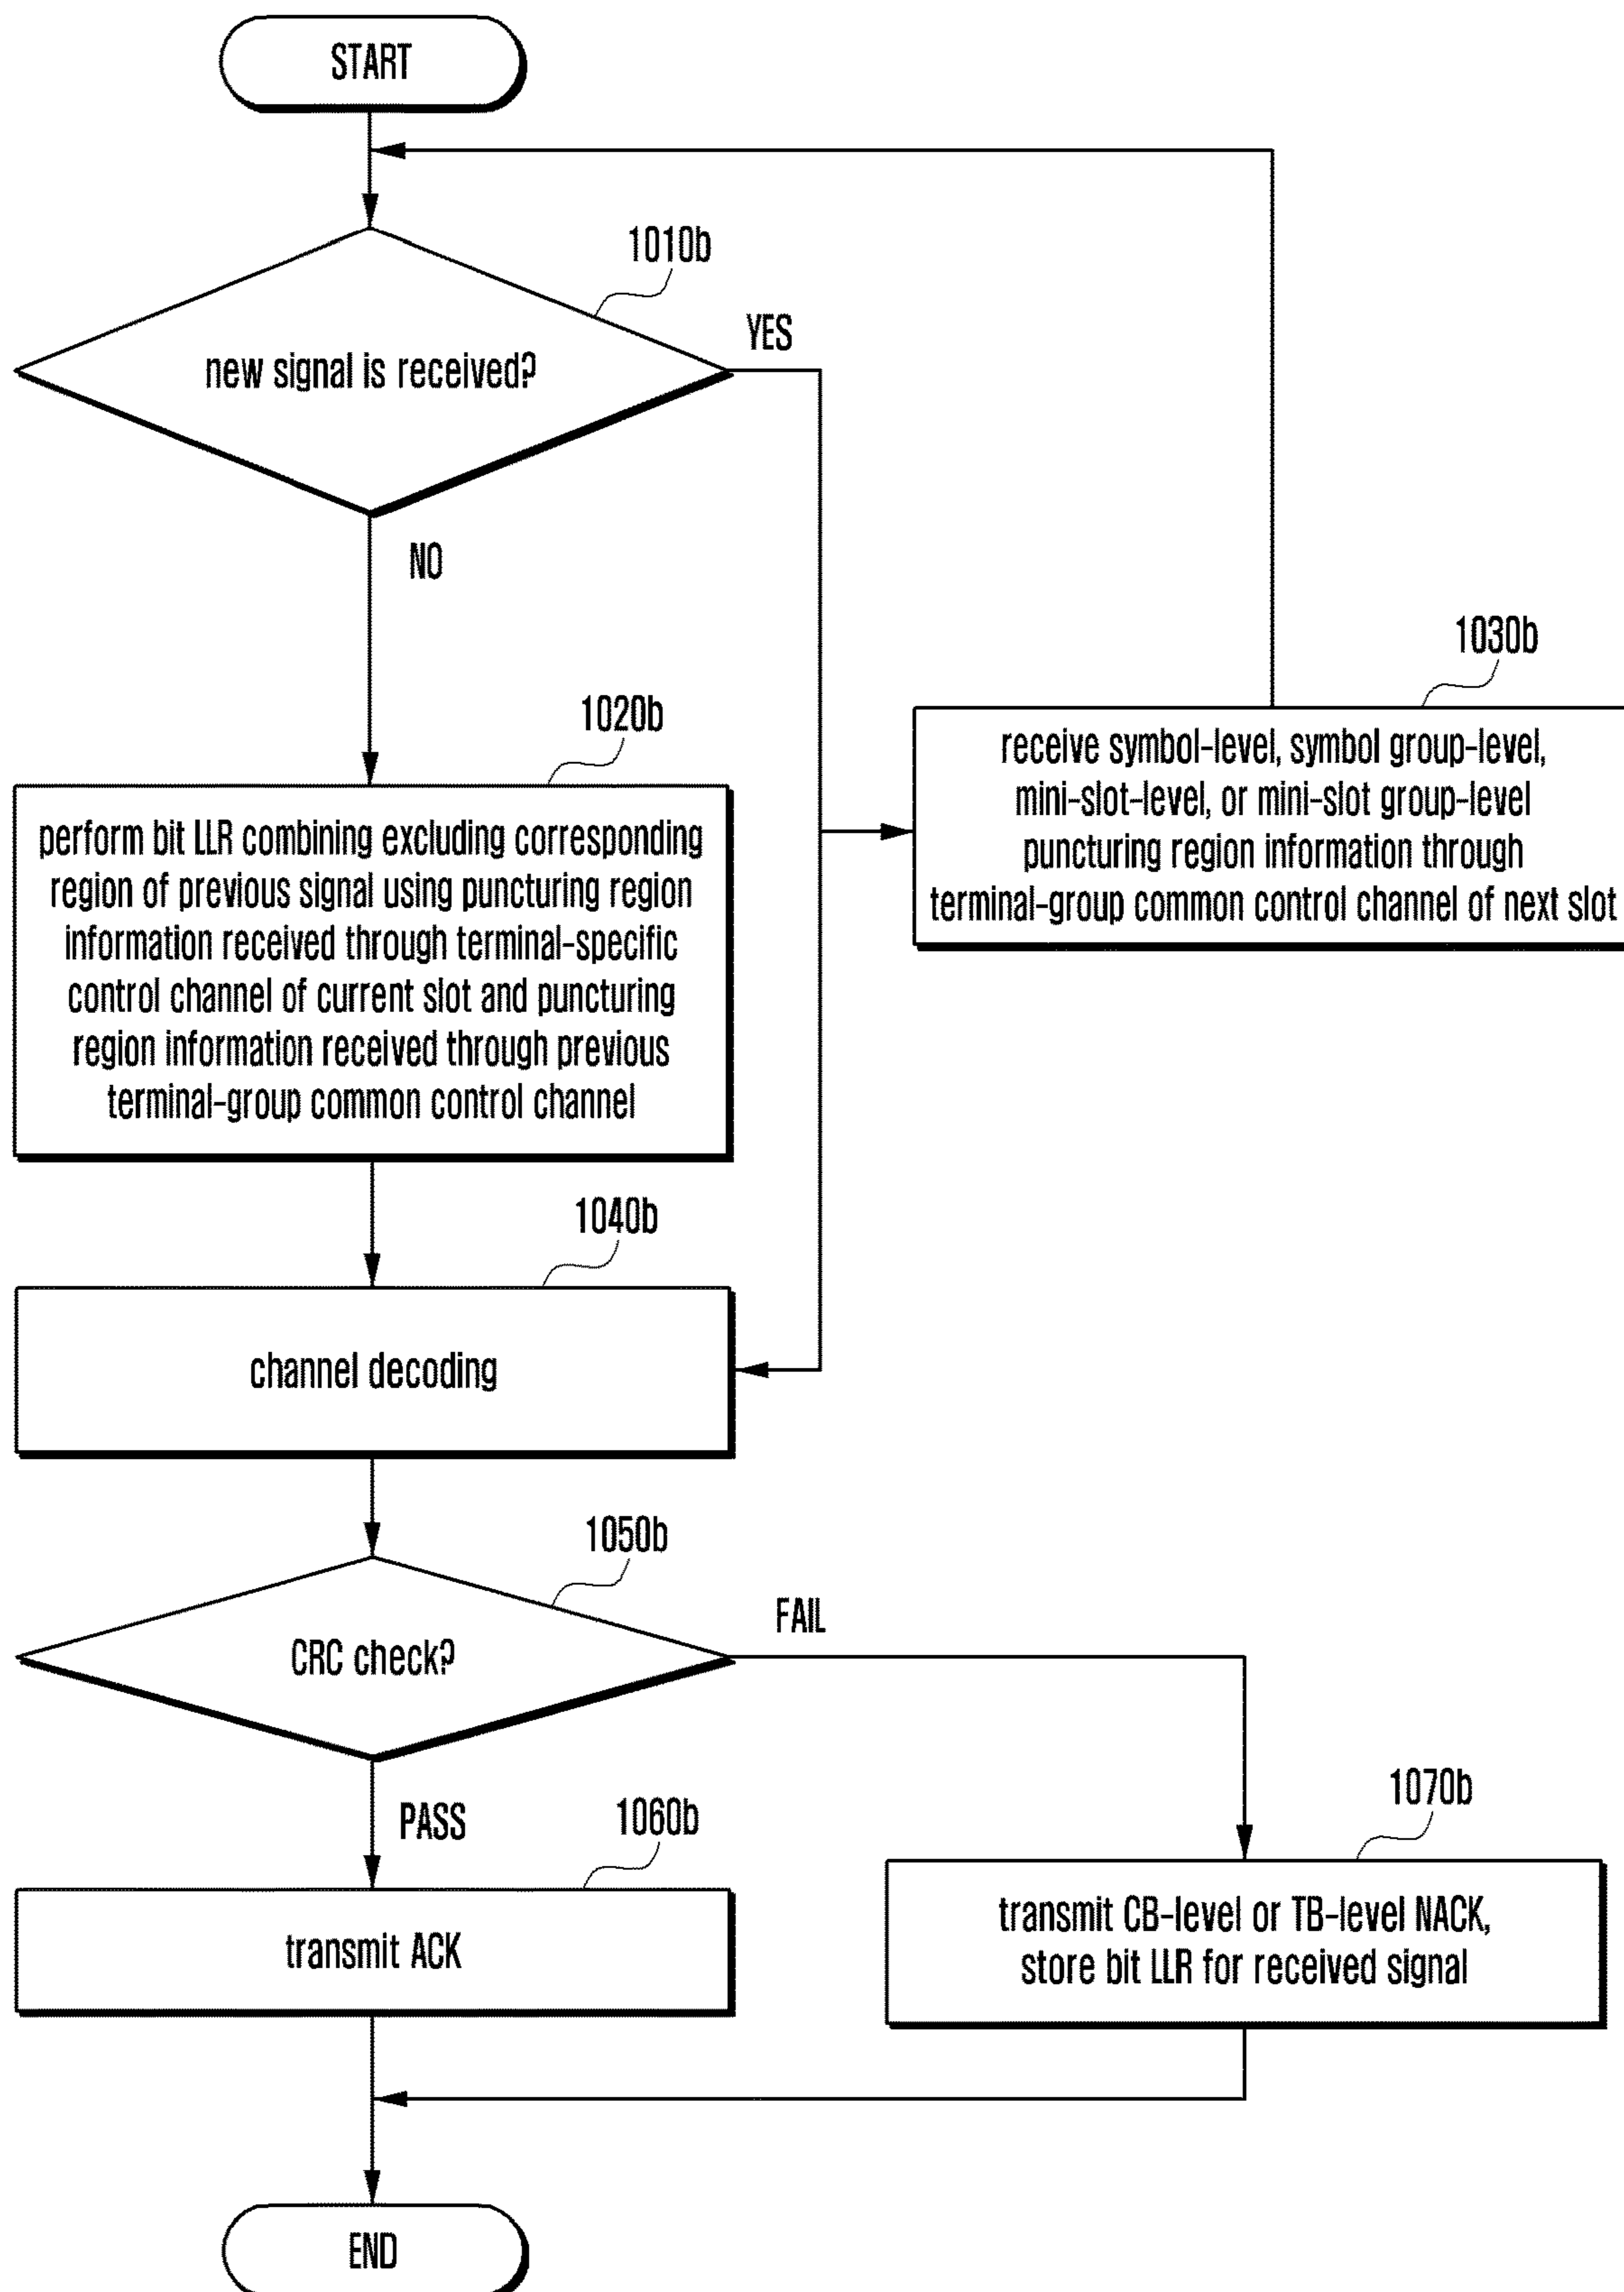 START
1010b
YES
new signal is received?
NO
1030b
receive symbol-level, symbol group-level,
mini-slot-level, or mini-slot group-level
puncturing region information through
terminal-group common control channel of next slot
1020b
perform bit LLR combining excluding corresponding
region of previous signal using puncturing region
information received through terminal-specific
control channel of current slot and puncturing
region information received through previous
terminal-group common control channel
1040b
channel decoding
1050b
FAIL
CRC check?
PASS
1060b
1070b
transmit ACK
transmit CB-level or TB-level NACK,
store bit LLR for received signal
END